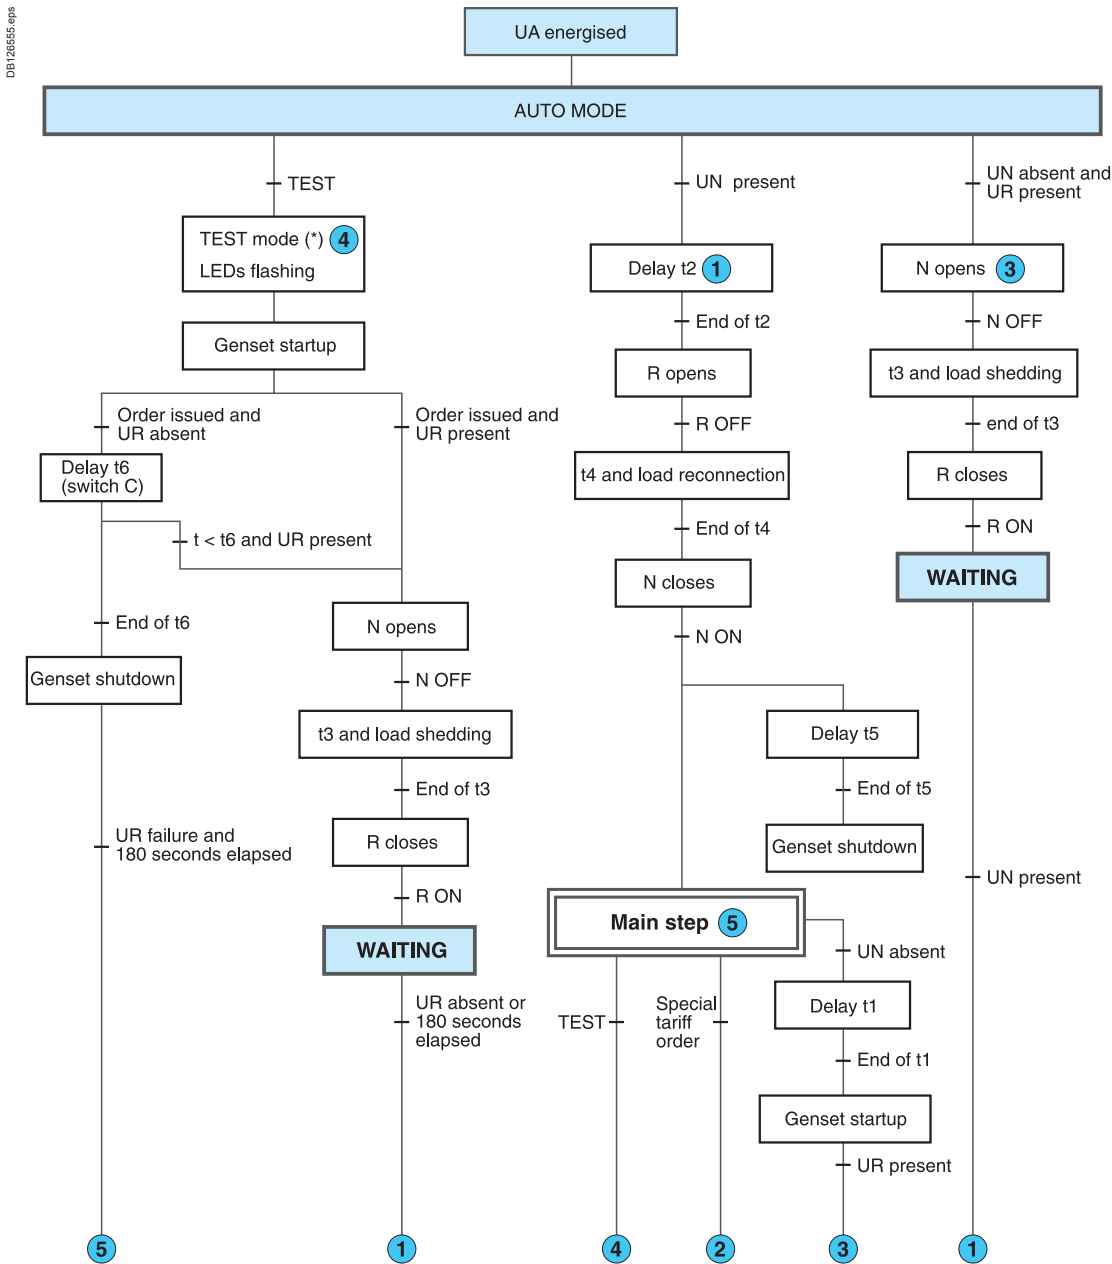 DB126555.eps
UA energised
AUTO MODE
TEST
UN present
UN absent and
UR present
TEST mode (*) 4
LEDs flashing
Delay t2 1
N opens 3
End of t2
N OFF
Genset startup
R opens
t3 and load shedding
Order issued and
UR absent
Order issued and
UR present
R OFF
end of t3
Delay t6
(switch C)
t4 and load reconnection
R closes
t < t6 and UR present
End of t4
R ON
N closes
WAITING
End of t6
N opens
N ON
Genset shutdown
N OFF
t3 and load shedding
Delay t5
End of t3
End of t5
UR failure and
180 seconds elapsed
R closes
Genset shutdown
UN present
R ON
Main step 5
WAITING
UN absent
UR absent or
180 seconds
elapsed
TEST
Special
tariff
order
Delay t1
End of t1
Genset startup
UR present
5
1
4
2
3
1